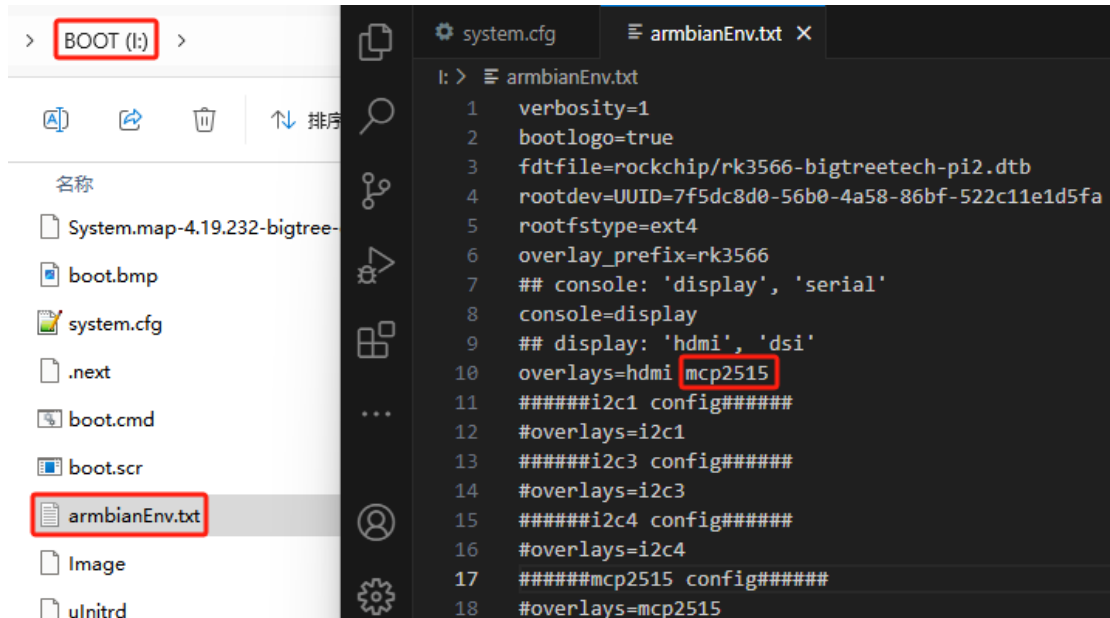 > BOOT (I:) >
排序
名称
System.map-4.19.232-bigtree-
boot.bmp
system.cfg
.next
boot.cmd
boot.scr
armbianEnv.txt
Image
uInitrd
system.cfg
armbianEnv.txt ×
I: > armbianEnv.txt
1 verbosity=1
2 bootlogo=true
3 fdtfile=rockchip/rk3566-bigtreetech-pi2.dtb
4 rootdev=UUID=7f5dc8d0-56b0-4a58-86bf-522c11e1d5fa
5 rootfstype=ext4
6 overlay_prefix=rk3566
7 ## console: 'display', 'serial'
8 console=display
9 ## display: 'hdmi', 'dsi'
10 overlays=hdmi mcp2515
11 ######i2c1 config######
12 #overlays=i2c1
13 ######i2c3 config######
14 #overlays=i2c3
15 ######i2c4 config######
16 #overlays=i2c4
17 ######mcp2515 config######
18 #overlays=mcp2515